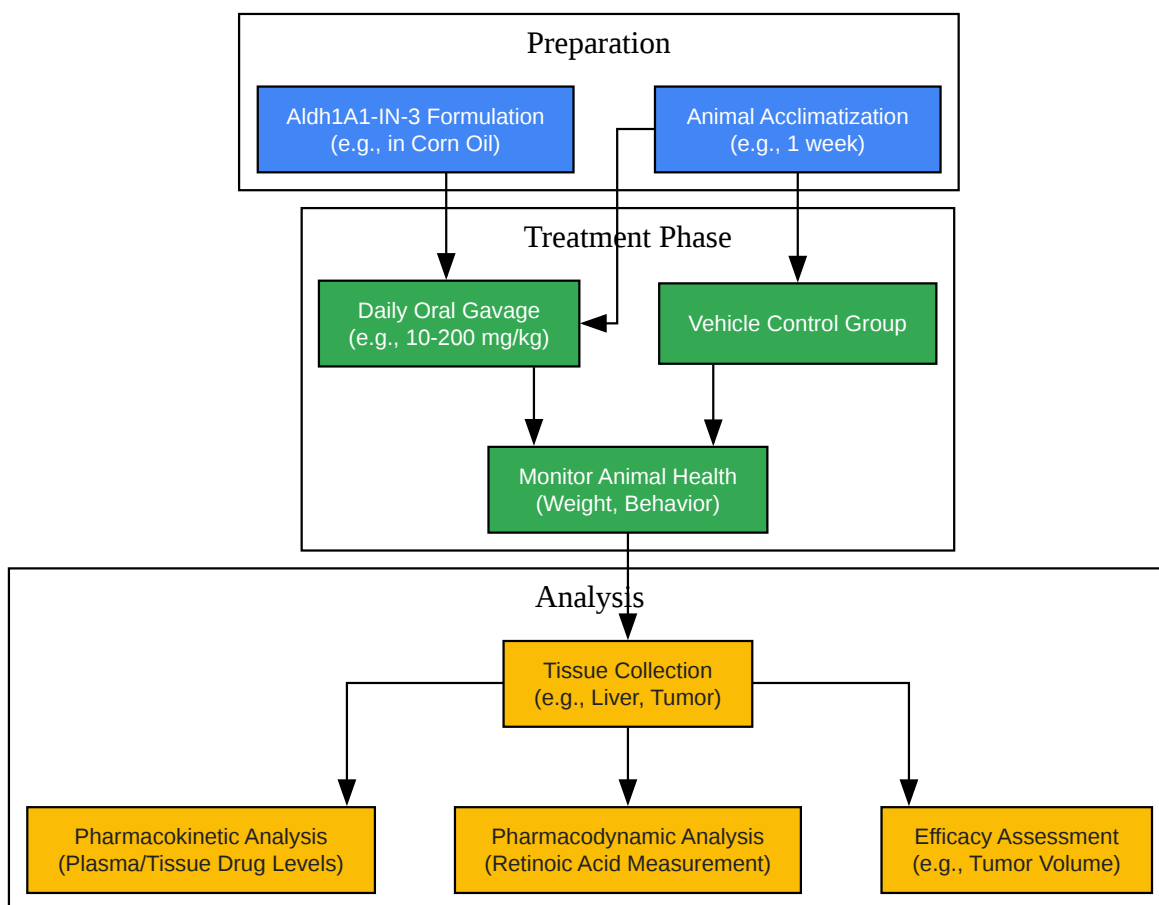 Preparation
Aldh1A1-IN-3 Formulation
(e.g., in Corn Oil)
Animal Acclimatization
(e.g., 1 week)
Treatment Phase
Daily Oral Gavage
(e.g., 10-200 mg/kg)
Vehicle Control Group
Monitor Animal Health
(Weight, Behavior)
Analysis
Tissue Collection
(e.g., Liver, Tumor)
Pharmacokinetic Analysis
(Plasma/Tissue Drug Levels)
Pharmacodynamic Analysis
(Retinoic Acid Measurement)
Efficacy Assessment
(e.g., Tumor Volume)